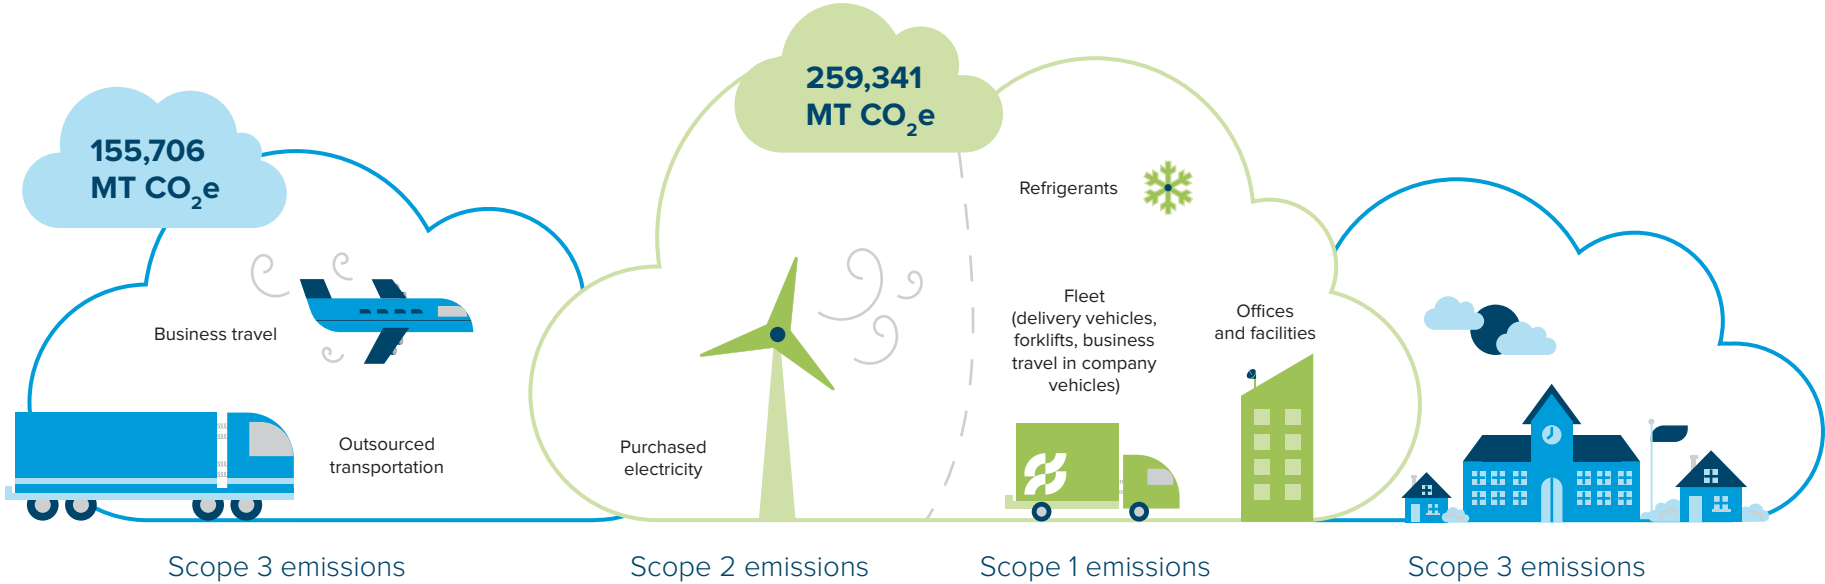 155,706
MT CO₂e
259,341
MT CO₂e
Refrigerants
Business travel
Fleet
(delivery vehicles,
forklifts, business
travel in company
vehicles)
Offices
and facilities
Outsourced
transportation
Purchased
electricity
Scope 3 emissions
Scope 2 emissions
Scope 1 emissions
Scope 3 emissions